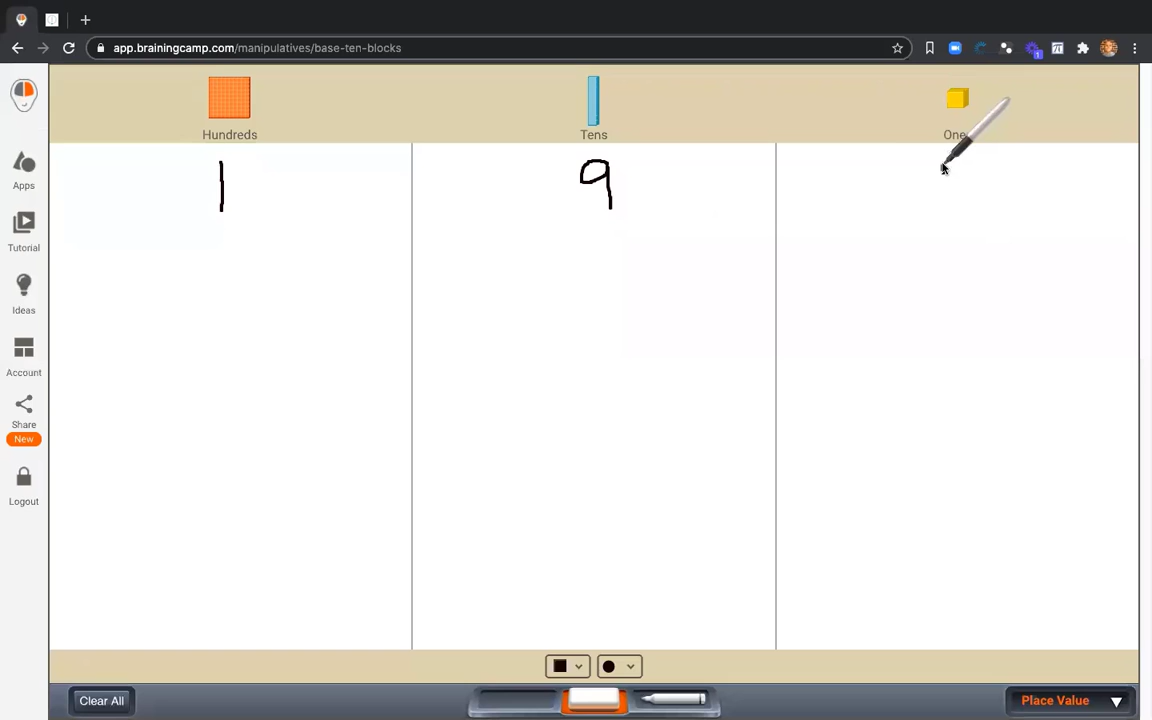 app.brainingcamp.com/manipulatives/base-ten-blocks
Hundreds
Tens
One
1
9
Apps
Tutorial
Ideas
Account
Share
New
Logout
Clear All
Place Value